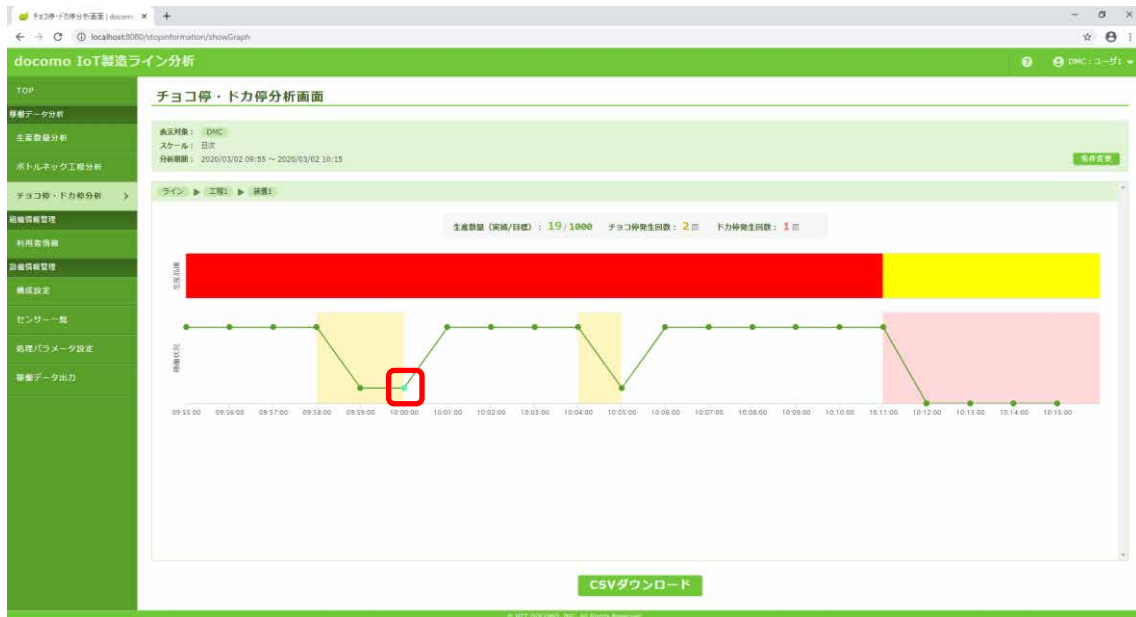 チョコ停・ドカ停分析画面 | docomo
localhost:8080/stopinformation/showGraph
docomo IoT製造ライン分析
DMC : ユーザ1
TOP
稼働データ分析
生産数量分析
ボトルネック工程分析
チョコ停・ドカ停分析 >
組織情報管理
利用者情報
設備情報管理
構成設定
センサー一覧
処理パラメータ設定
稼働データ出力
チョコ停・ドカ停分析画面
表示対象 : DMC
スケール : 日次
分析期間 : 2020/03/02 09:55 ~ 2020/03/02 10:15
条件変更
ライン ▶ 工程1 ▶ 装置1
生産数量 (実績/目標) : 19/1000 チョコ停発生回数 : 2 回 ドカ停発生回数 : 1 回
生産品種
稼働状況
09:55:00 09:56:00 09:57:00 09:58:00 09:59:00 10:00:00 10:01:00 10:02:00 10:03:00 10:04:00 10:05:00 10:06:00 10:07:00 10:08:00 10:09:00 10:10:00 10:11:00 10:12:00 10:13:00 10:14:00 10:15:00
CSVダウンロード
© NTT DOCOMO, INC. All Rights Reserved.